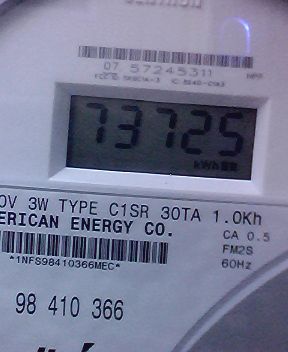 07 57245311
73725
kWh
0V 3W TYPE C1SR 30TA 1.0Kh
ERICAN ENERGY CO.
CA 0.5
FM2S
60Hz
*1NFS98410366MEC*
98 410 366